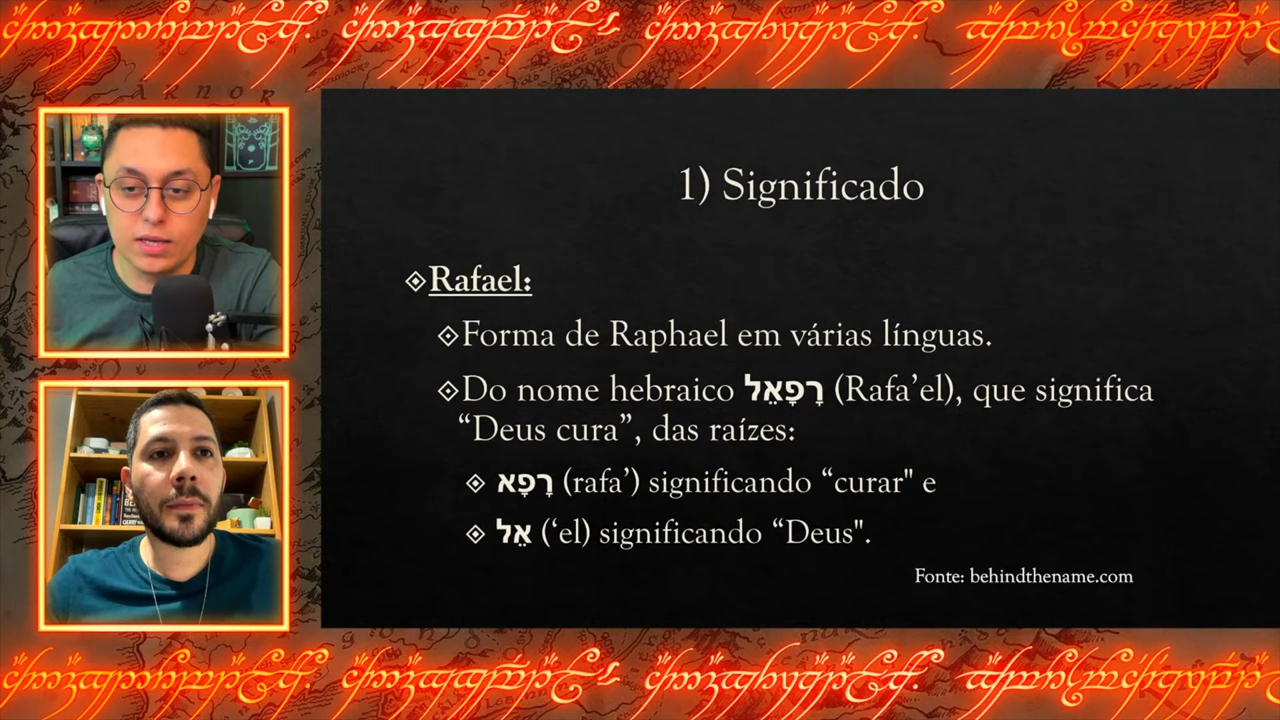 ARNOR
1) Significado
Rafael:
Forma de Raphael em várias línguas.
Do nome hebraico רָפָאֵל (Rafa’el), que significa
“Deus cura”, das raízes:
רָפָא (rafa’) significando “curar" e
אֵל (‘el) significando “Deus".
Fonte: behindthename.com